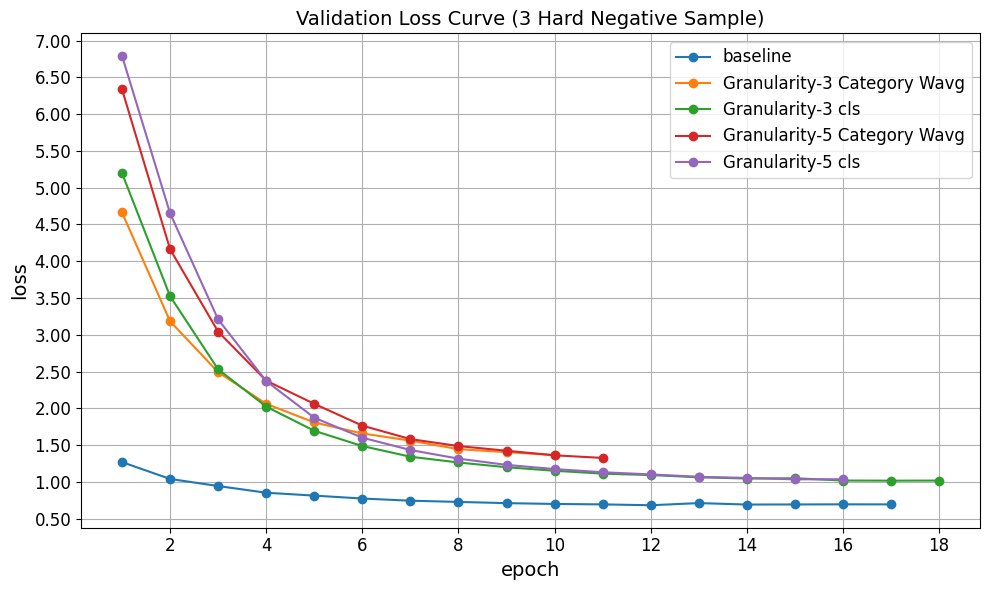 Validation Loss Curve (3 Hard Negative Sample)
7.00
6.50
6.00
5.50
5.00
4.50
4.00
3.50
3.00
2.50
2.00
1.50
1.00
0.50
loss
baseline
Granularity-3 Category Wavg
Granularity-3 cls
Granularity-5 Category Wavg
Granularity-5 cls
2 4 6 8 10 12 14 16 18
epoch